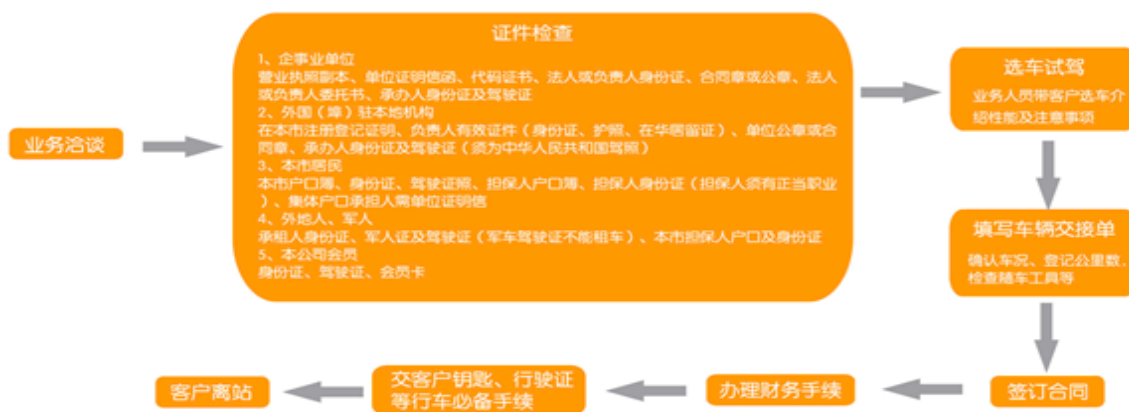 业务洽谈
证件检查
1、企事业单位
营业执照副本、单位证明信函、代码证书、法人或负责人身份证、合同章或公章、法人
或负责人委托书、承办人身份证及驾驶证
2、外国（埠）驻本地机构
在本市注册登记证明、负责人有效证件（身份证、护照、在华居留证）、单位公章或合
同章、承办人身份证及驾驶证（须为中华人民共和国驾照）
3、本市居民
本市户口簿、身份证、驾驶证照、担保人户口簿、担保人身份证（担保人须有正当职业
）、集体户口承担人需单位证明信
4、外地人、军人
承租人身份证、军人证及驾驶证（军车驾驶证不能租车）、本市担保人户口及身份证
5、本公司会员
身份证、驾驶证、会员卡
选车试驾
业务人员带客户选车介
绍性能及注意事项
填写车辆交接单
确认车况、登记公里数、
检查随车工具等
签订合同
办理财务手续
交客户钥匙、行驶证
等行车必备手续
客户离站